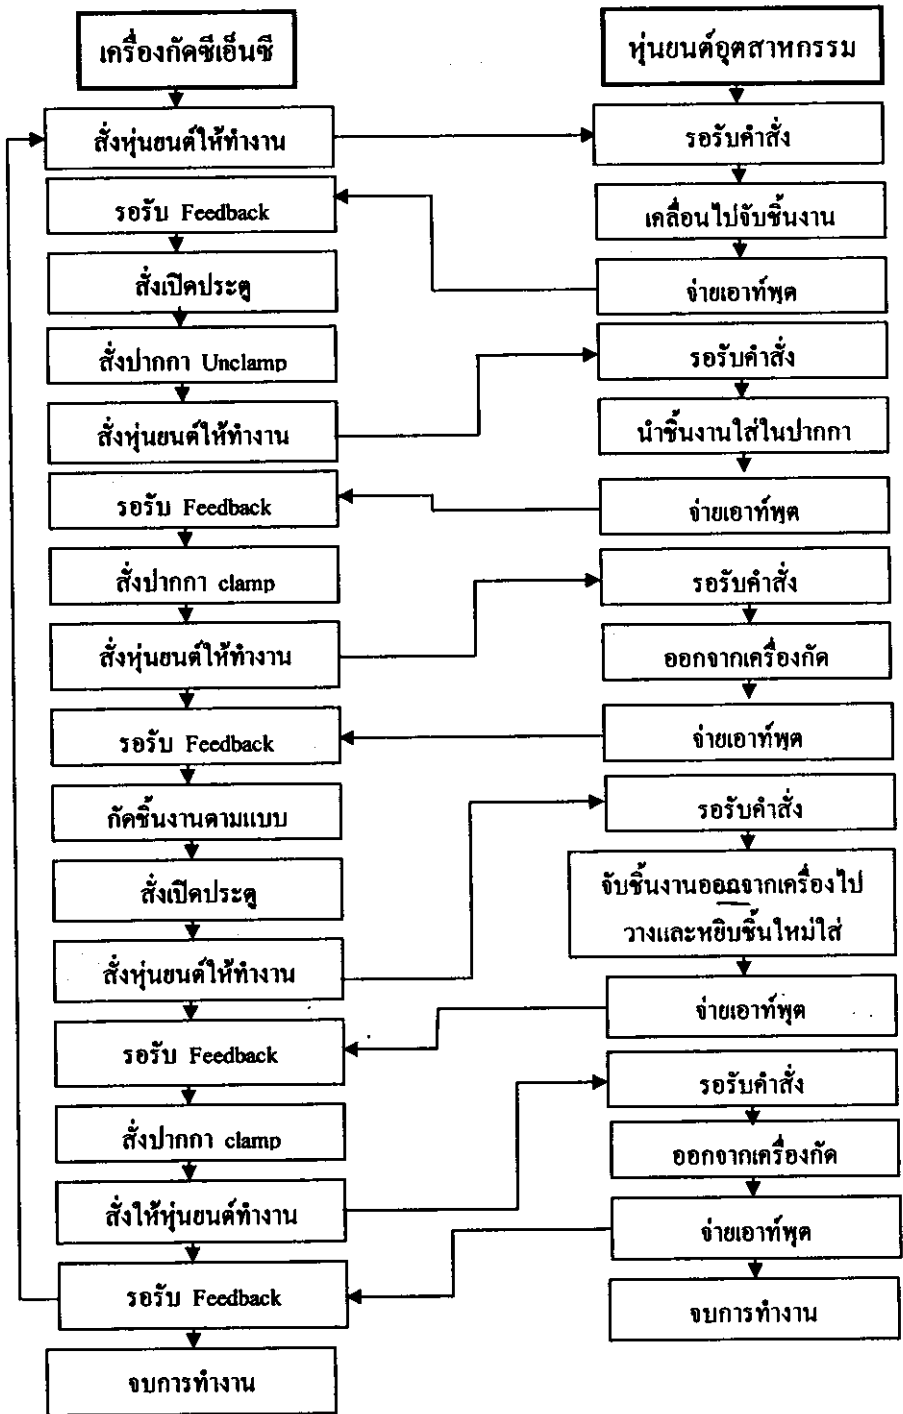 เครื่องกัดซีเอ็นซี
สั่งหุ่นยนต์ให้ทำงาน
รอรับ Feedback
สั่งเปิดประตู
สั่งปากกา Unclamp
สั่งหุ่นยนต์ให้ทำงาน
รอรับ Feedback
สั่งปากกา clamp
สั่งหุ่นยนต์ให้ทำงาน
รอรับ Feedback
กัดชิ้นงานตามแบบ
สั่งเปิดประตู
สั่งหุ่นยนต์ให้ทำงาน
รอรับ Feedback
สั่งปากกา clamp
สั่งให้หุ่นยนต์ทำงาน
รอรับ Feedback
จบการทำงาน
หุ่นยนต์อุตสาหกรรม
รอรับคำสั่ง
เคลื่อนไปจับชิ้นงาน
จ่ายเอาท์พุต
รอรับคำสั่ง
นำชิ้นงานใส่ในปากกา
จ่ายเอาท์พุต
รอรับคำสั่ง
ออกจากเครื่องกัด
จ่ายเอาท์พุต
รอรับคำสั่ง
จับชิ้นงานออกจากเครื่องไป
วางและหยิบชิ้นใหม่ใส่
จ่ายเอาท์พุต
รอรับคำสั่ง
ออกจากเครื่องกัด
จ่ายเอาท์พุต
จบการทำงาน